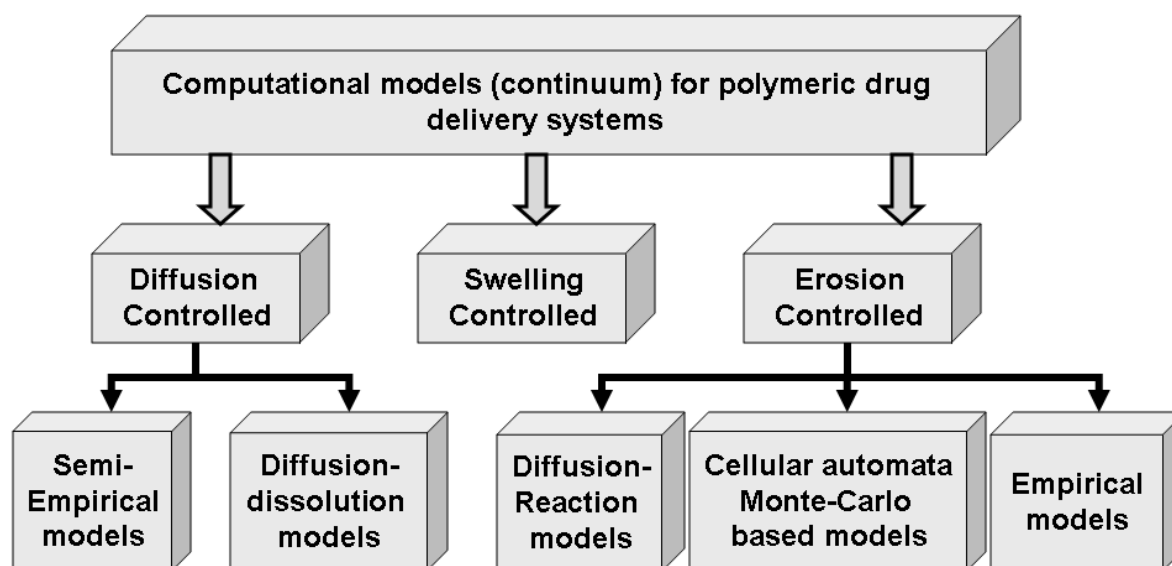 Computational models (continuum) for polymeric drug
delivery systems
Diffusion
Controlled
Swelling
Controlled
Erosion
Controlled
Semi-
Empirical
models
Diffusion-
dissolution
models
Diffusion-
Reaction
models
Cellular automata
Monte-Carlo
based models
Empirical
models